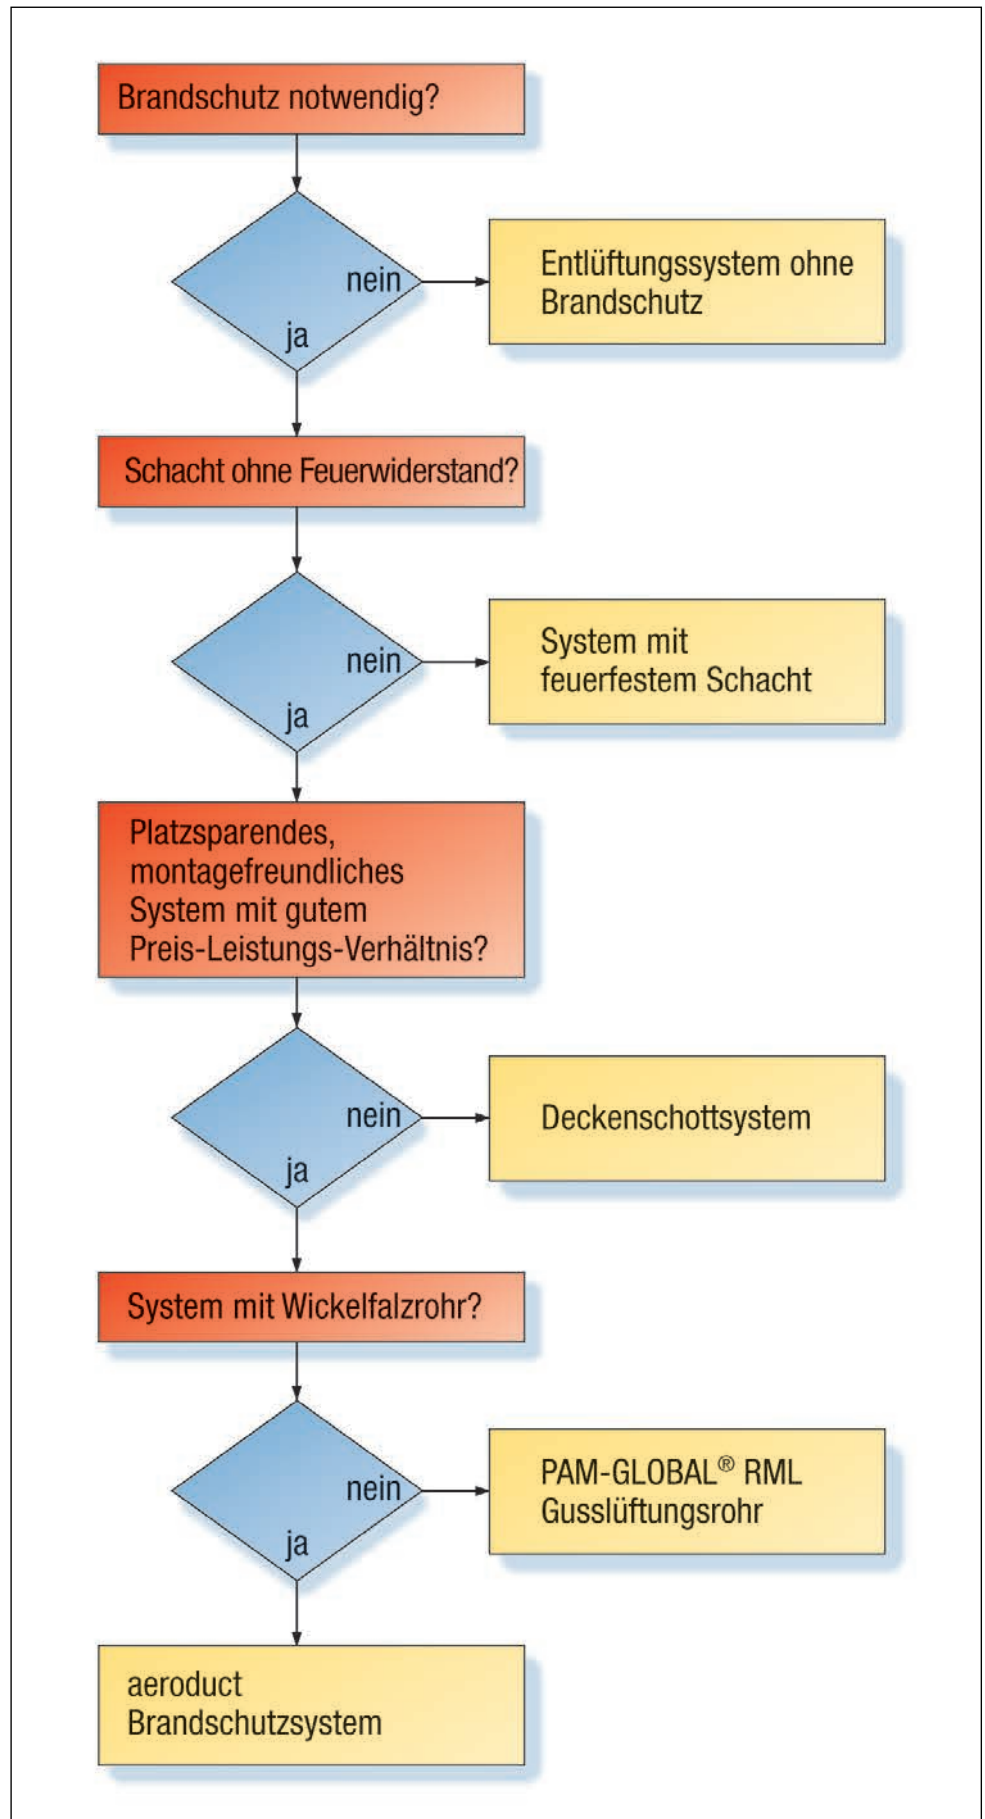 Brandschutz notwendig?
nein
ja
Entlüftungssystem ohne
Brandschutz
Schacht ohne Feuerwiderstand?
nein
ja
System mit
feuerfestem Schacht
Platzsparendes,
montagefreundliches
System mit gutem
Preis-Leistungs-Verhältnis?
nein
ja
Deckenschottsystem
System mit Wickelfalzrohr?
nein
ja
PAM-GLOBAL® RML
Gusslüftungsrohr
aeroduct
Brandschutzsystem